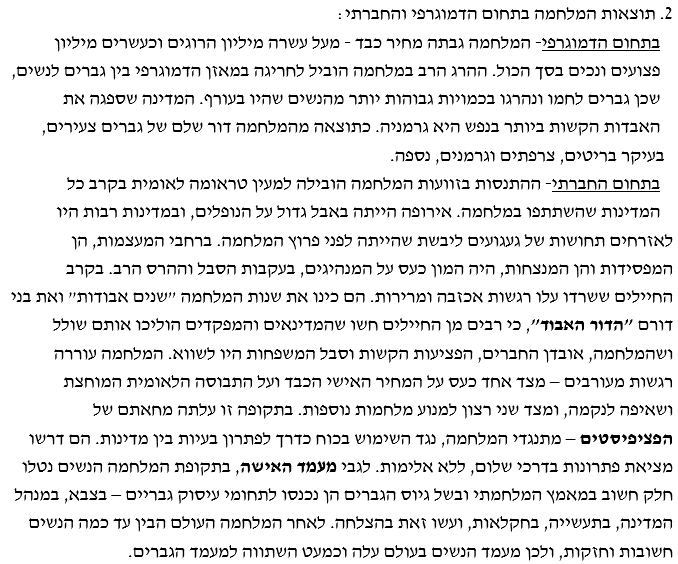 2. תוצאות המלחמה בתחום הדמוגרפי והחברתי:
בתחום הדמוגרפי- המלחמה גבתה מחיר כבד - מעל עשרה מיליון הרוגים וכעשרים מיליון
פצועים ונכים בסך הכול. ההרג הרב במלחמה הוביל לחריגה במאזן הדמוגרפי בין גברים לנשים,
שכן גברים לחמו ונהרגו בכמויות גבוהות יותר מהנשים שהיו בעורף. המדינה שספגה את
האבדות הקשות ביותר בנפש היא גרמניה. כתוצאה מהמלחמה דור שלם של גברים צעירים,
בעיקר בריטים, צרפתים וגרמנים, נספה.
בתחום החברתי- ההתנסות בזוועות המלחמה הובילה למעין טראומה לאומית בקרב כל
המדינות שהשתתפו במלחמה. אירופה הייתה באבל גדול על הנופלים, ובמדינות רבות היו
לאזרחים תחושות של געגועים ליבשת שהייתה לפני פרוץ המלחמה. ברחבי המעצמות, הן
המפסידות והן המנצחות, היה המון כעס על המנהיגים, בעקבות הסבל וההרס הרב. בקרב
החיילים ששרדו עלו רגשות אכזבה ומרירות. הם כינו את שנות המלחמה "שנים אבודות" ואת בני
דורם "הדור האבוד", כי רבים מן החיילים חשו שהמדינאים והמפקדים הוליכו אותם שולל
ושהמלחמה, אובדן החברים, הפציעות הקשות וסבל המשפחות היו לשווא. המלחמה עוררה
רגשות מעורבים – מצד אחד כעס על המחיר האישי הכבד ועל התבוסה הלאומית המוחצת
ושאיפה לנקמה, ומצד שני רצון למנוע מלחמות נוספות. בתקופה זו עלתה מחאתם של
הפציפיסטים – מתנגדי המלחמה, נגד השימוש בכוח כדרך לפתרון בעיות בין מדינות. הם דרשו
מציאת פתרונות בדרכי שלום, ללא אלימות. לגבי מעמד האישה, בתקופת המלחמה הנשים נטלו
חלק חשוב במאמץ המלחמתי ובשל גיוס הגברים הן נכנסו לתחומי עיסוק גבריים – בצבא, במנהל
המדינה, בתעשייה, בחקלאות, ועשו זאת בהצלחה. לאחר המלחמה העולם הבין עד כמה הנשים
חשובות וחזקות, ולכן מעמד הנשים בעולם עלה וכמעט השתווה למעמד הגברים.